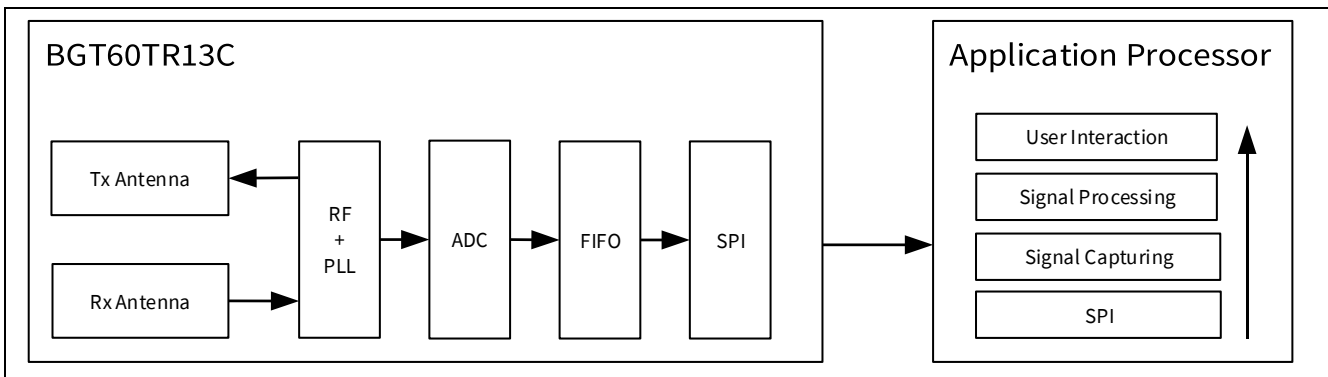 BGT60TR13C
Tx Antenna
Rx Antenna
RF
+
PLL
ADC
FIFO
SPI
Application Processor
User Interaction
Signal Processing
Signal Capturing
SPI